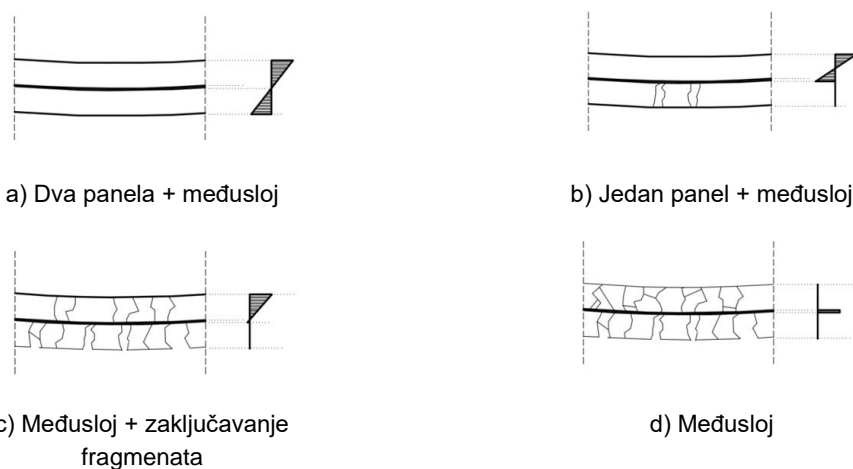 a) Dva panela + međusloj
b) Jedan panel + međusloj
c) Međusloj + zaključavanje
fragmenata
d) Međusloj